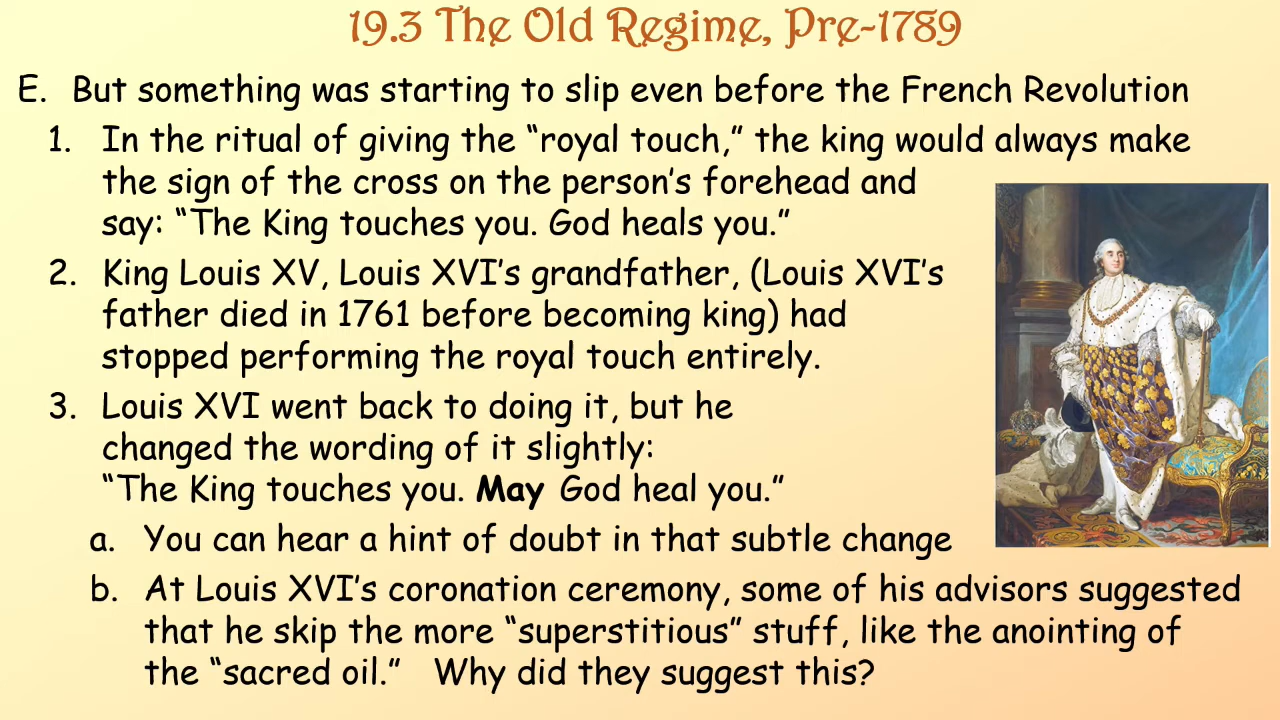 19.3 The Old Regime, Pre-1789
E. But something was starting to slip even before the French Revolution
1. In the ritual of giving the “royal touch,” the king would always make
the sign of the cross on the person’s forehead and
say: “The King touches you. God heals you.”
2. King Louis XV, Louis XVI’s grandfather, (Louis XVI’s
father died in 1761 before becoming king) had
stopped performing the royal touch entirely.
3. Louis XVI went back to doing it, but he
changed the wording of it slightly:
“The King touches you. May God heal you.”
a. You can hear a hint of doubt in that subtle change
b. At Louis XVI’s coronation ceremony, some of his advisors suggested
that he skip the more “superstitious” stuff, like the anointing of
the “sacred oil.” Why did they suggest this?